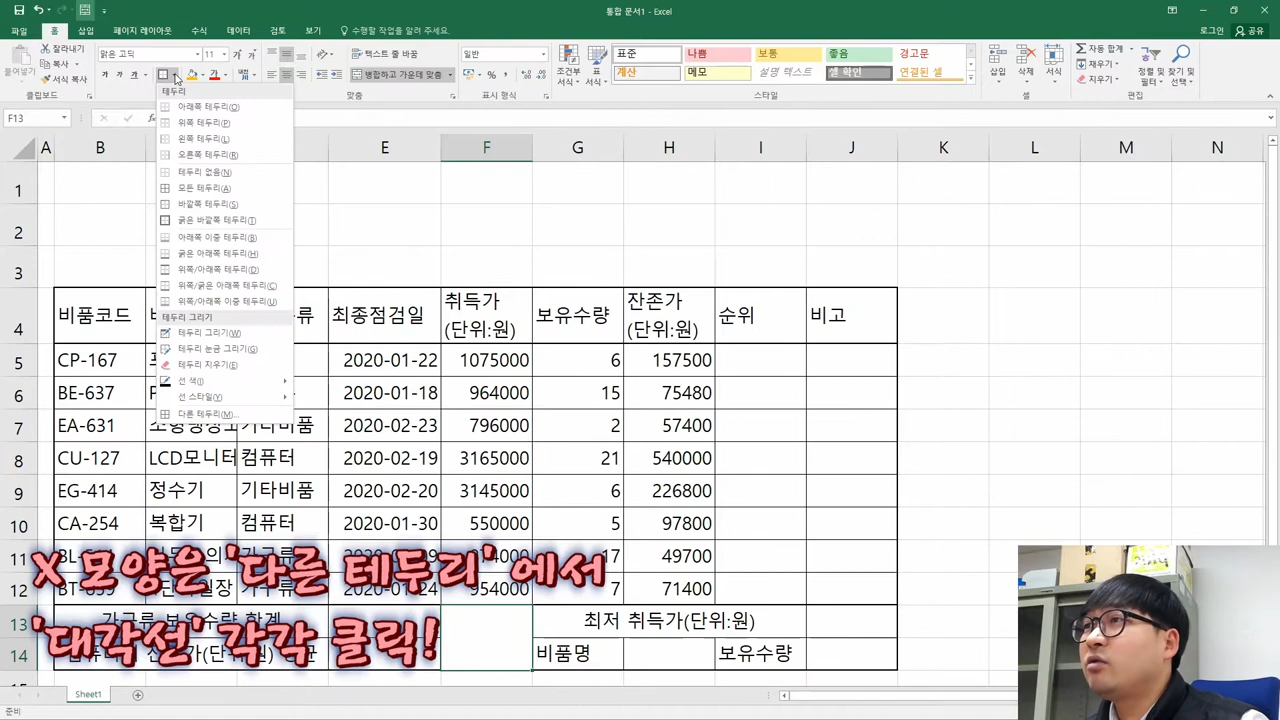 통합 문서1 - Excel
파일 홈 삽입 페이지 레이아웃 수식 데이터 검토 보기 수행할 작업을 알려 주세요. 로그인 공유
붙여넣기 잘라내기 복사 서식 복사
맑은 고딕 11
텍스트 줄 바꿈
병합하고 가운데 맞춤
일반
조건부 서식 표 서식
표준 나쁨 보통 좋음 경고문
계산 메모 설명 텍스트 셀 확인 연결된 셀
삽입 삭제 서식
자동 합계 채우기 지우기
정렬 및 필터 찾기 및 선택
클립보드 맞춤 표시 형식 스타일 셀 편집
F13
테두리
아래쪽 테두리(O)
위쪽 테두리(P)
왼쪽 테두리(L)
오른쪽 테두리(R)
테두리 없음(N)
모든 테두리(A)
바깥쪽 테두리(S)
굵은 바깥쪽 테두리(T)
아래쪽 이중 테두리(B)
굵은 아래쪽 테두리(H)
위쪽/아래쪽 테두리(D)
위쪽/굵은 아래쪽 테두리(C)
위쪽/아래쪽 이중 테두리(U)
테두리 그리기
테두리 그리기(W)
테두리 눈금 그리기(G)
테두리 지우기(E)
선 색(I)
선 스타일(Y)
다른 테두리(M)...
A B E F G H I J K L M N
1
2
3
4 비품코드 최종점검일 취득가 (단위:원) 보유수량 잔존가 (단위:원) 순위 비고
5 CP-167 2020-01-22 1075000 6 157500
6 BE-637 2020-01-18 964000 15 75480
7 EA-631 기타비품 2020-02-23 796000 2 57400
8 CU-127 LCD모니터 컴퓨터 2020-02-19 3165000 21 540000
9 EG-414 정수기 기타비품 2020-02-20 3145000 6 226800
10 CA-254 복합기 컴퓨터 2020-01-30 550000 5 97800
11 17 49700
12 954000 7 71400
13 가구류 보유수량 합계 최저 취득가(단위:원)
14 비품명 보유수량
X 모양은 '다른 테두리' 에서
'대각선' 각각 클릭!
Sheet1
준비